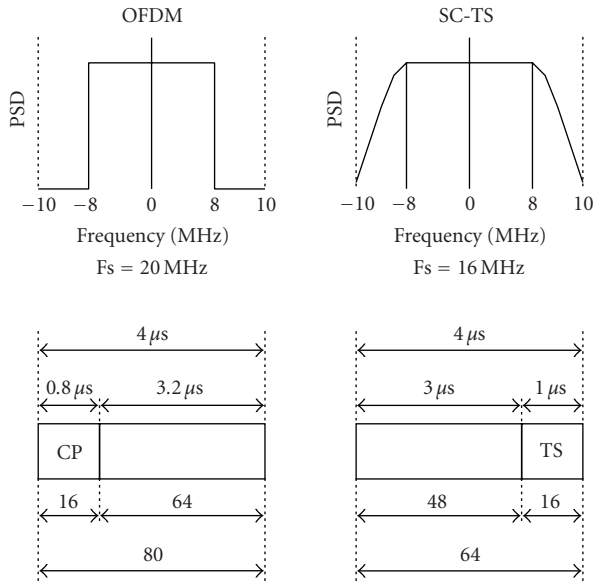 OFDM
PSD
−10 −8 0 8 10
Frequency (MHz)
Fs = 20 MHz
SC-TS
PSD
−10 −8 0 8 10
Frequency (MHz)
Fs = 16 MHz
4 μs
0.8 μs 3.2 μs
CP
16 64
80
4 μs
3 μs 1 μs
TS
48 16
64